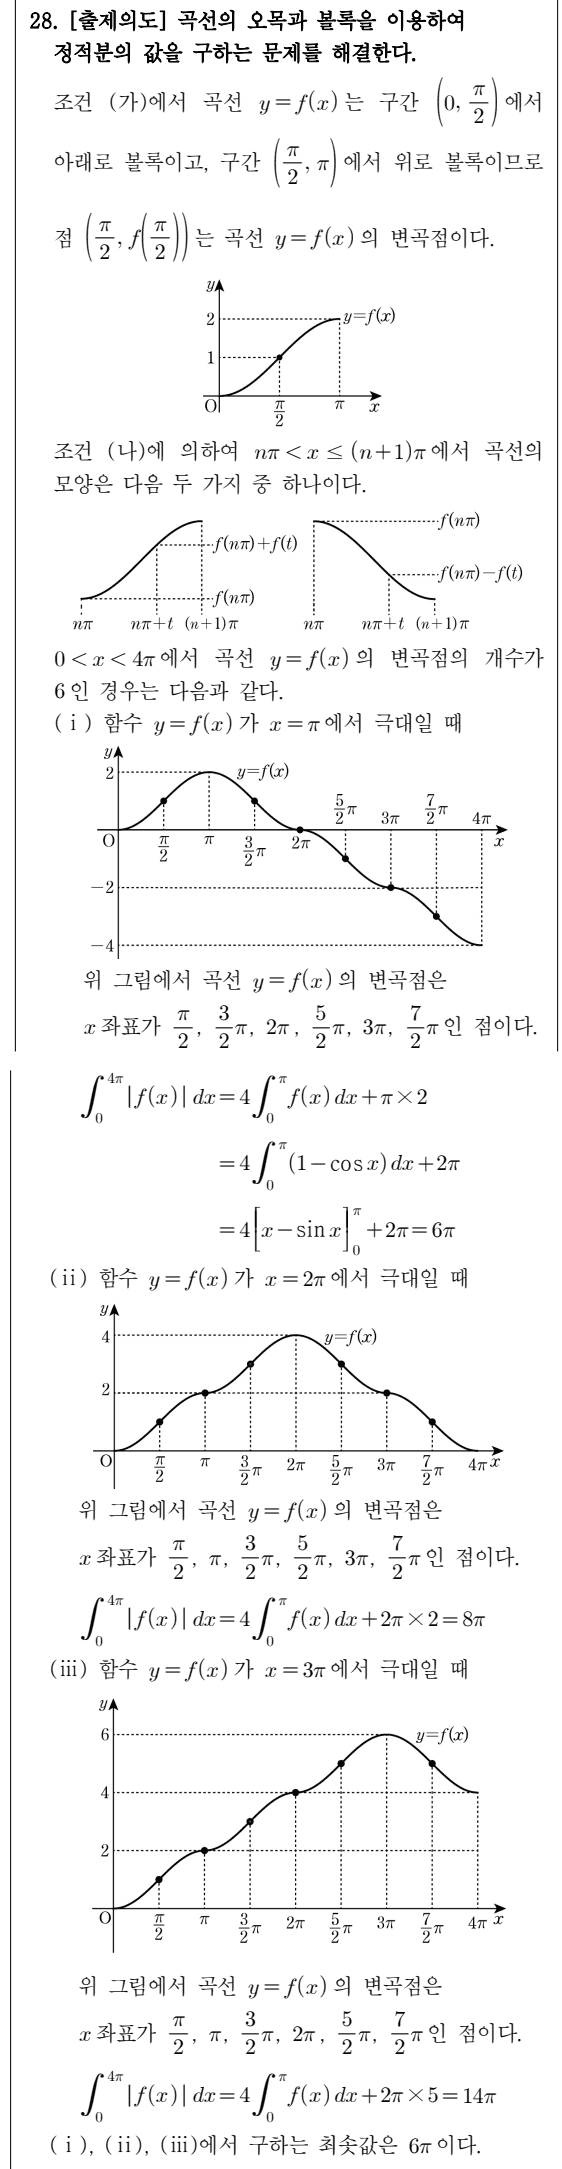 28. [출제의도] 곡선의 오목과 볼록을 이용하여
정적분의 값을 구하는 문제를 해결한다.
조건 (가)에서 곡선 y=f(x)는 구간 (0, π/2)에서
아래로 볼록이고, 구간 (π/2, π)에서 위로 볼록이므로
점 (π/2, f(π/2))는 곡선 y=f(x)의 변곡점이다.
y
2
y=f(x)
1
O
π/2
π
x
조건 (나)에 의하여 nπ<x≤(n+1)π에서 곡선의
모양은 다음 두 가지 중 하나이다.
f(nπ)+f(t)
f(nπ)
nπ nπ+t (n+1)π
f(nπ)
f(nπ)-f(t)
nπ nπ+t (n+1)π
0<x<4π에서 곡선 y=f(x)의 변곡점의 개수가
6인 경우는 다음과 같다.
(ⅰ) 함수 y=f(x)가 x=π에서 극대일 때
y
2
y=f(x)
5/2π 3π 7/2π 4π
O π/2 π 3/2π 2π x
-2
-4
위 그림에서 곡선 y=f(x)의 변곡점은
x좌표가 π/2, 3/2π, 2π, 5/2π, 3π, 7/2π인 점이다.
∫₀^{4π}|f(x)| dx=4∫₀^{π}f(x)dx+π×2
=4∫₀^{π}(1-cos x)dx+2π
=4[x-sin x]₀^{π}+2π=6π
(ⅱ) 함수 y=f(x)가 x=2π에서 극대일 때
y
4
y=f(x)
2
O π/2 π 3/2π 2π 5/2π 3π 7/2π 4π x
위 그림에서 곡선 y=f(x)의 변곡점은
x좌표가 π/2, π, 3/2π, 5/2π, 3π, 7/2π인 점이다.
∫₀^{4π}|f(x)| dx=4∫₀^{π}f(x)dx+2π×2=8π
(ⅲ) 함수 y=f(x)가 x=3π에서 극대일 때
y
6
y=f(x)
4
2
O π/2 π 3/2π 2π 5/2π 3π 7/2π 4π x
위 그림에서 곡선 y=f(x)의 변곡점은
x좌표가 π/2, π, 3/2π, 2π, 5/2π, 7/2π인 점이다.
∫₀^{4π}|f(x)| dx=4∫₀^{π}f(x)dx+2π×5=14π
(ⅰ), (ⅱ), (ⅲ)에서 구하는 최솟값은 6π이다.